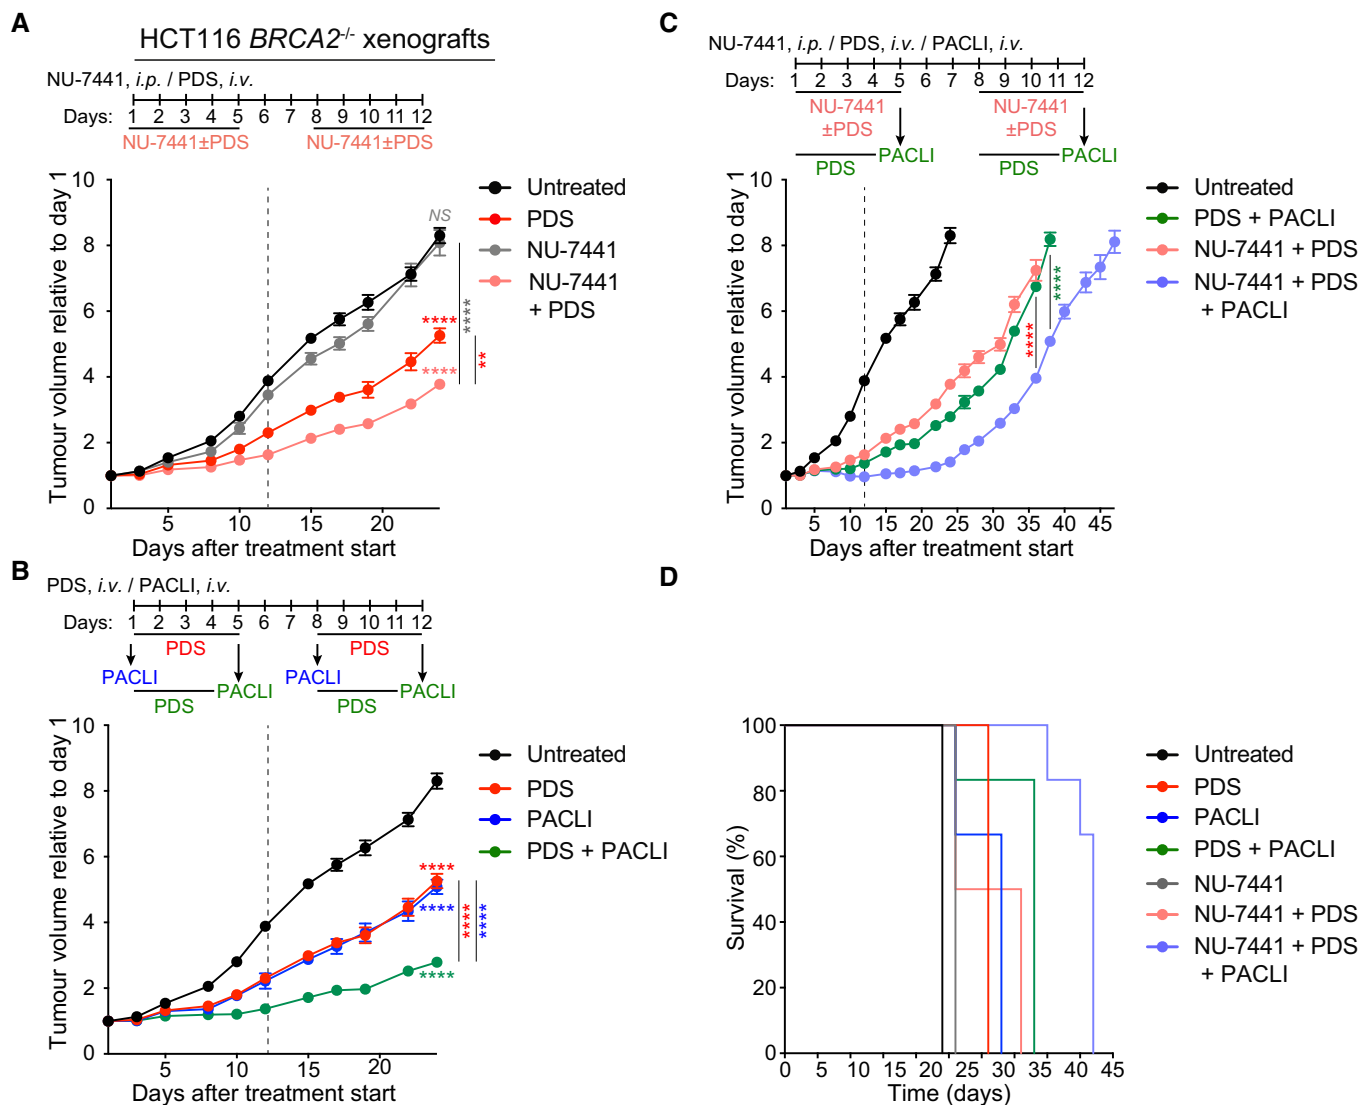 A
HCT116 BRCA2-/- xenografts
NU-7441, i.p. / PDS, i.v.
Days: 1 2 3 4 5 6 7 8 9 10 11 12
NU-7441±PDS NU-7441±PDS
Tumour volume relative to day 1
10
8
6
4
2
0
5 10 15 20
Days after treatment start
NS
****
****
****
**
Untreated
PDS
NU-7441
NU-7441
+ PDS
B
PDS, i.v. / PACLI, i.v.
Days: 1 2 3 4 5 6 7 8 9 10 11 12
PDS PDS
PACLI PACLI
PACLI PACLI
PDS PDS
Tumour volume relative to day 1
10
8
6
4
2
0
5 10 15 20
Days after treatment start
****
****
****
****
****
Untreated
PDS
PACLI
PDS + PACLI
C
NU-7441, i.p. / PDS, i.v. / PACLI, i.v.
Days: 1 2 3 4 5 6 7 8 9 10 11 12
NU-7441 NU-7441
±PDS ±PDS
PACLI PACLI
PDS PDS
Tumour volume relative to day 1
10
8
6
4
2
0
5 10 15 20 25 30 35 40 45
Days after treatment start
****
****
Untreated
PDS + PACLI
NU-7441 + PDS
NU-7441 + PDS
+ PACLI
D
Survival (%)
100
80
60
40
20
0
0 5 10 15 20 25 30 35 40 45
Time (days)
Untreated
PDS
PACLI
PDS + PACLI
NU-7441
NU-7441 + PDS
NU-7441 + PDS
+ PACLI